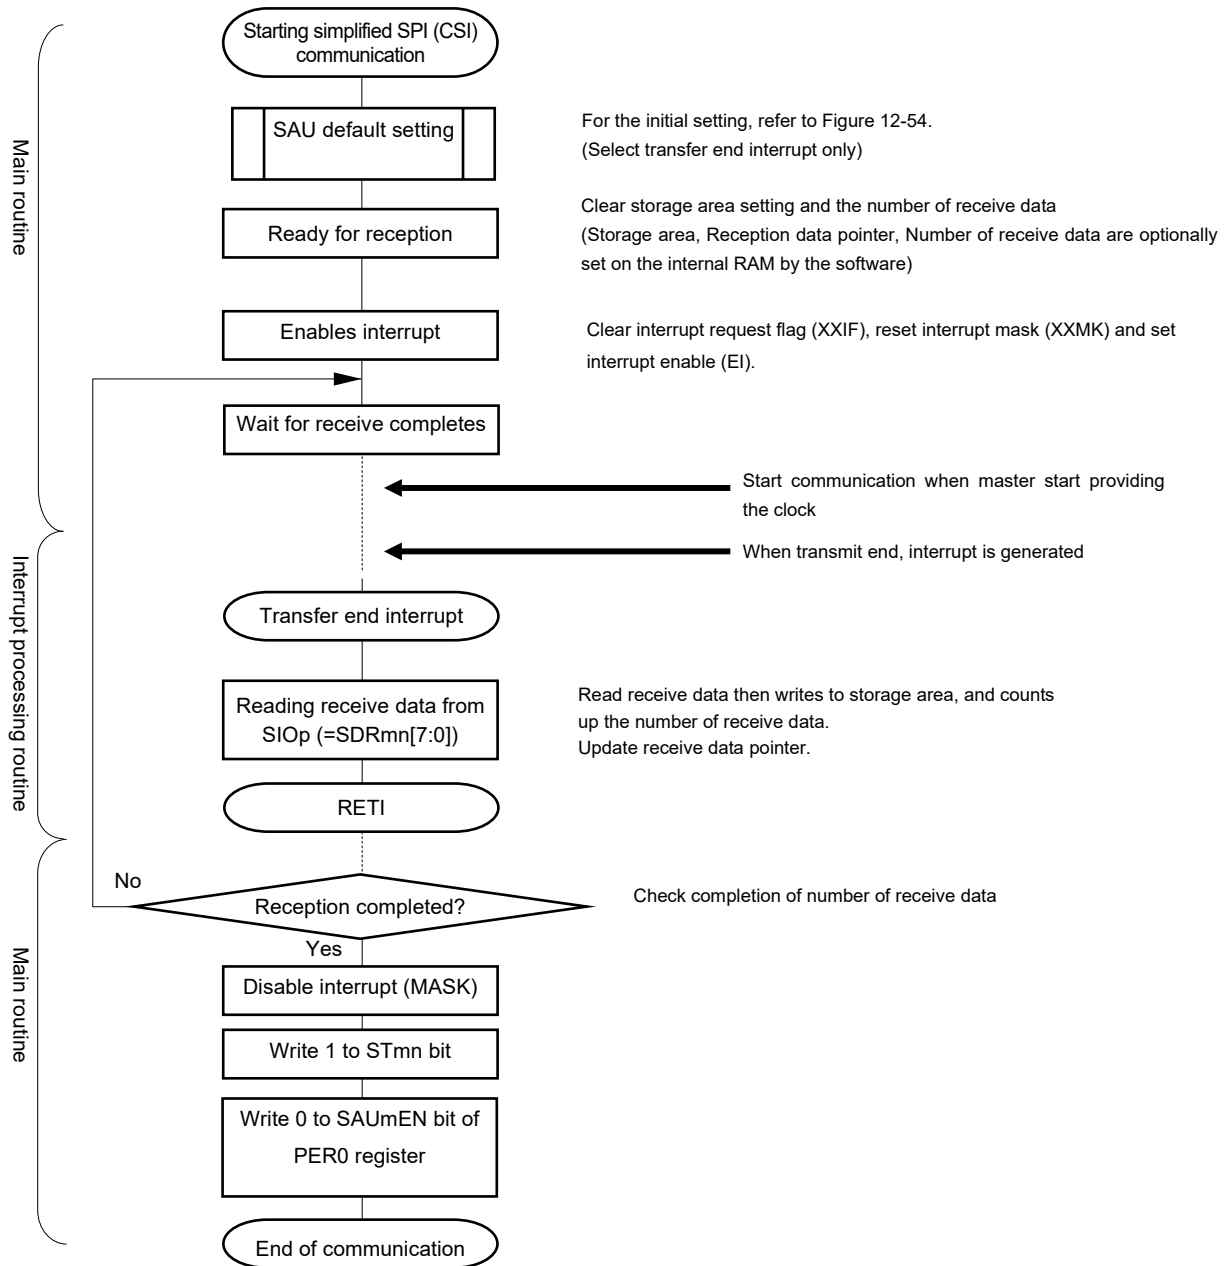 Starting simplified SPI (CSI)
communication
Main routine
SAU default setting
For the initial setting, refer to Figure 12-54.
(Select transfer end interrupt only)
Ready for reception
Clear storage area setting and the number of receive data
(Storage area, Reception data pointer, Number of receive data are optionally
set on the internal RAM by the software)
Enables interrupt
Clear interrupt request flag (XXIF), reset interrupt mask (XXMK) and set
interrupt enable (EI).
Wait for receive completes
Start communication when master start providing
the clock
When transmit end, interrupt is generated
Interrupt processing routine
Transfer end interrupt
Reading receive data from
SIOp (=SDRmn[7:0])
Read receive data then writes to storage area, and counts
up the number of receive data.
Update receive data pointer.
RETI
No
Reception completed?
Check completion of number of receive data
Yes
Main routine
Disable interrupt (MASK)
Write 1 to STmn bit
Write 0 to SAUmEN bit of
PER0 register
End of communication